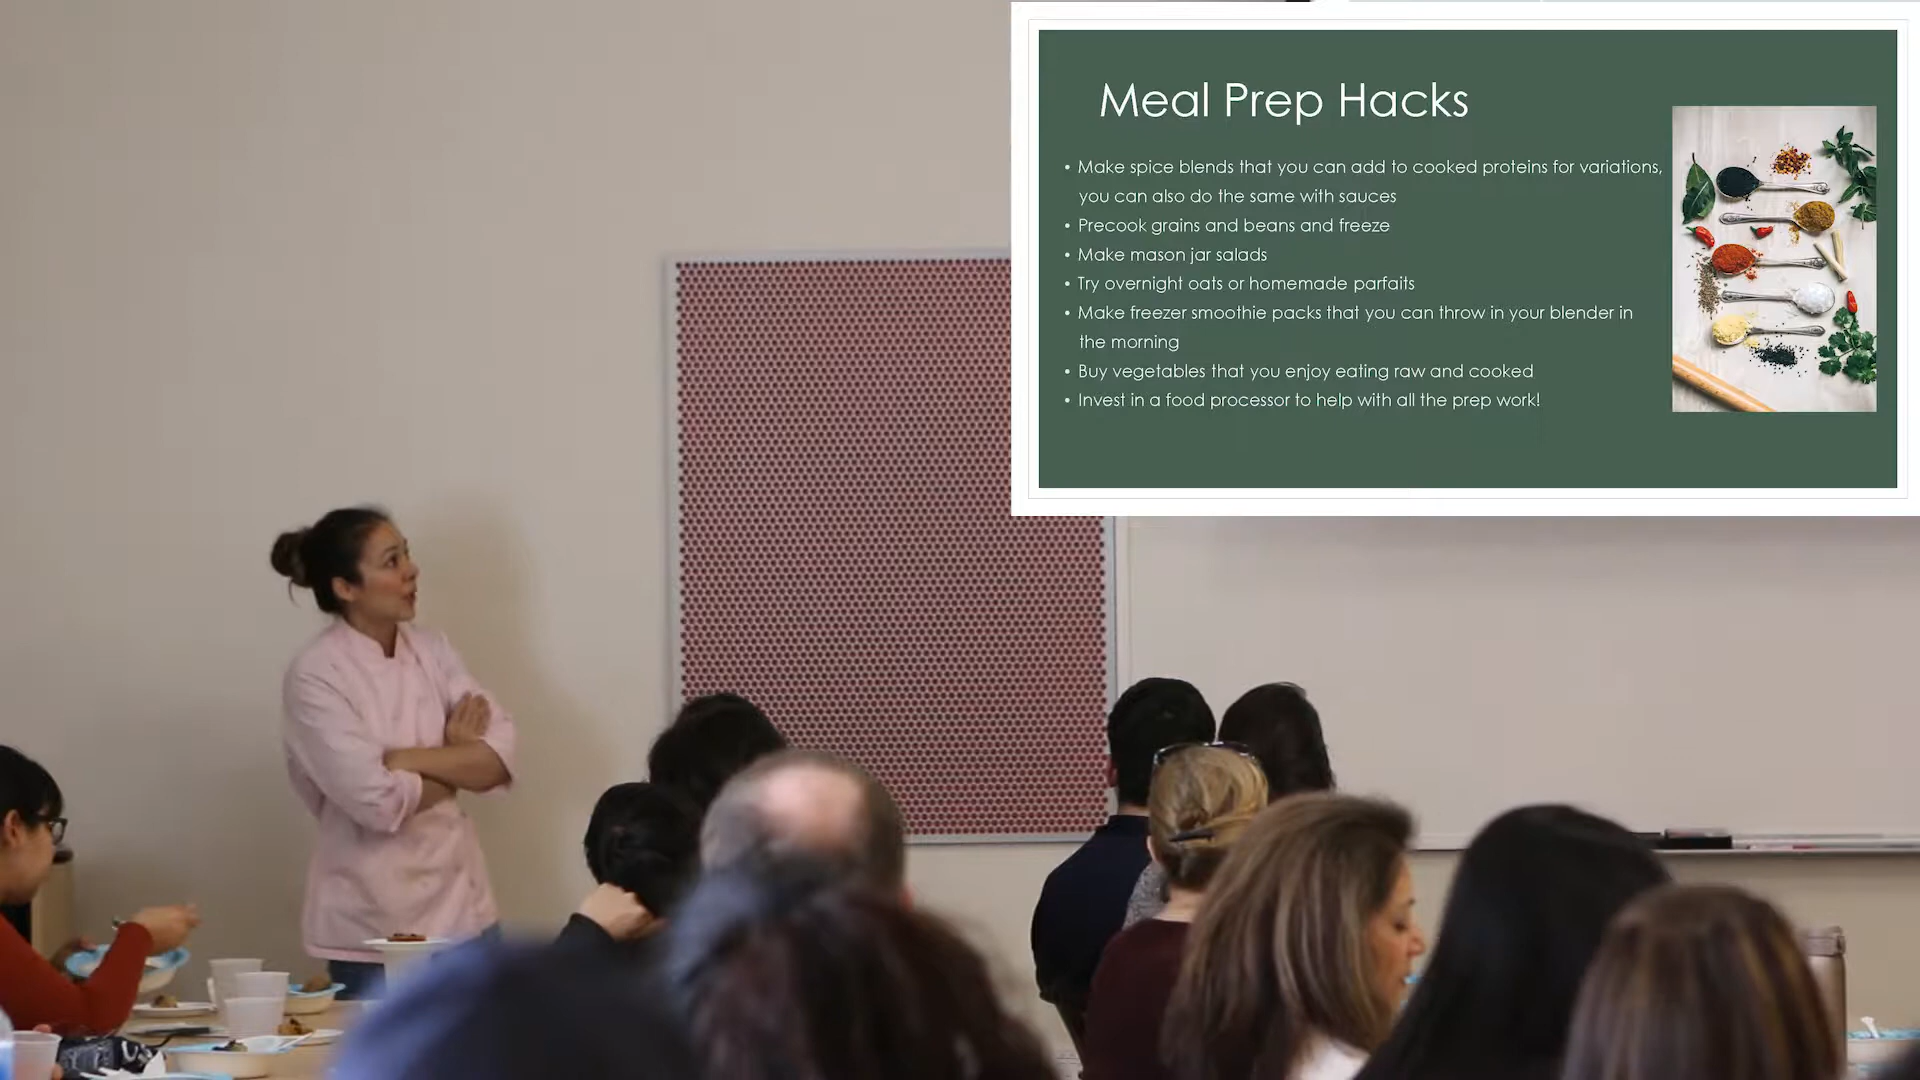 Meal Prep Hacks
• Make spice blends that you can add to cooked proteins for variations,
you can also do the same with sauces
• Precook grains and beans and freeze
• Make mason jar salads
• Try overnight oats or homemade parfaits
• Make freezer smoothie packs that you can throw in your blender in
the morning
• Buy vegetables that you enjoy eating raw and cooked
• Invest in a food processor to help with all the prep work!